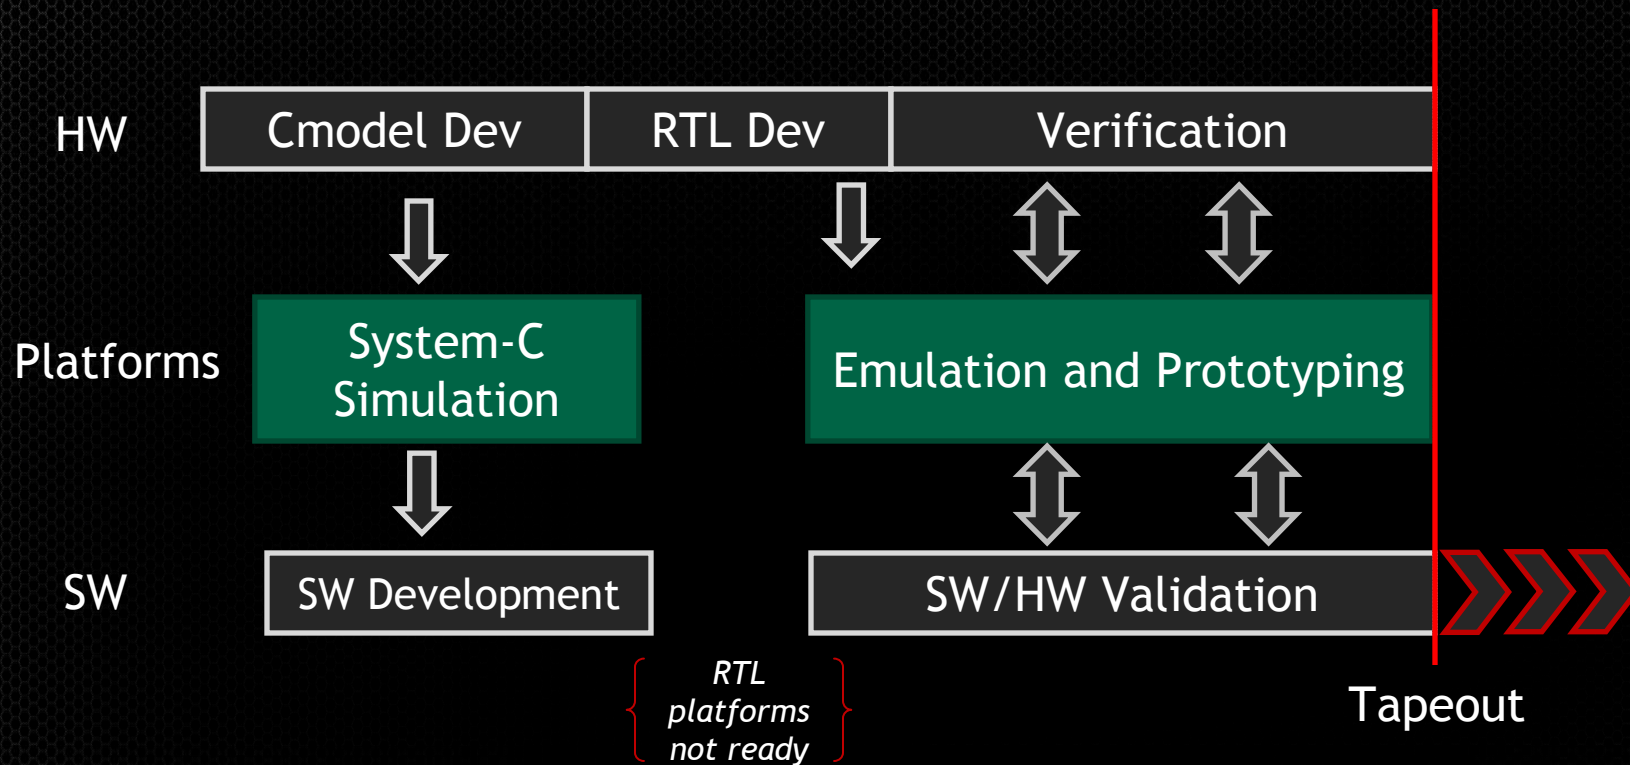 HW
Cmodel Dev
RTL Dev
Verification
Platforms
System-C
Simulation
Emulation and Prototyping
SW
SW Development
SW/HW Validation
RTL
platforms
not ready
Tapeout